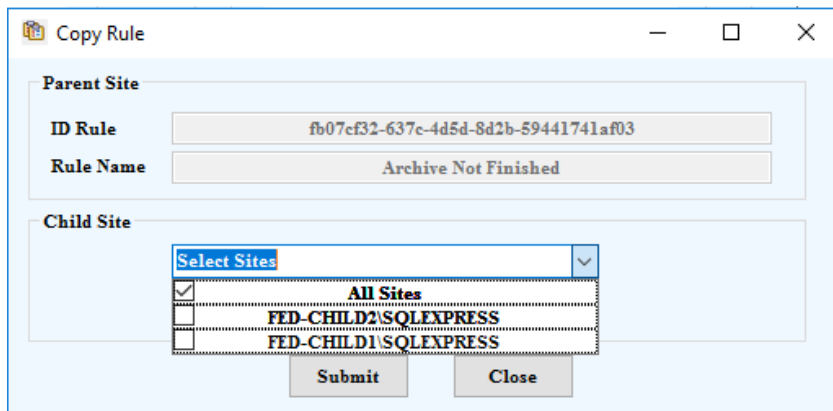 Copy Rule
Parent Site
ID Rule fb07cf32-637c-4d5d-8d2b-59441741af03
Rule Name Archive Not Finished
Child Site
Select Sites
All Sites
FED-CHILD2\SQLEXPRESS
FED-CHILD1\SQLEXPRESS
Submit Close